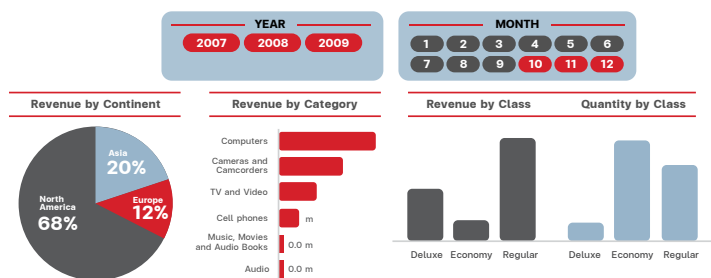 YEAR
2007 2008 2009
MONTH
1 2 3 4 5 6
7 8 9 10 11 12
Revenue by Continent
Asia
20%
North
America
68%
Europe
12%
Revenue by Category
Computers
Cameras and
Camcorders
TV and Video
Cell phones m
Music, Movies
and Audio Books 0.0 m
Audio 0.0 m
Revenue by Class
Deluxe Economy Regular
Quantity by Class
Deluxe Economy Regular